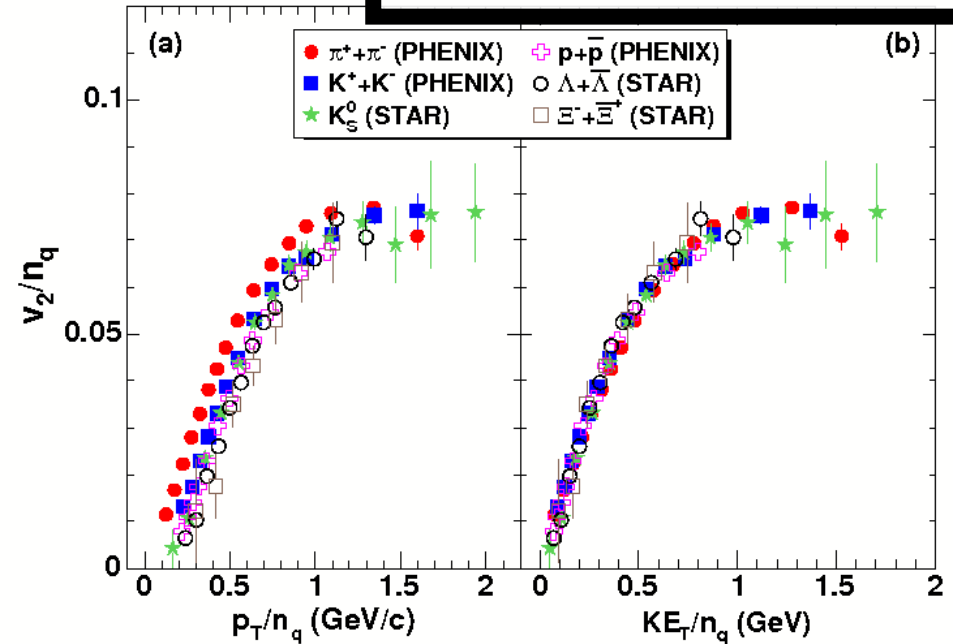 (a) (b)
π⁺+π⁻ (PHENIX) p+p̅ (PHENIX)
K⁺+K⁻ (PHENIX) Λ+Λ̅ (STAR)
K⁰_S (STAR) Ξ⁻+Ξ̅⁺ (STAR)
0.1
0.05
0
v₂/n_q
0 0.5 1 1.5 2 0 0.5 1 1.5 2
p_T/n_q (GeV/c) KE_T/n_q (GeV)